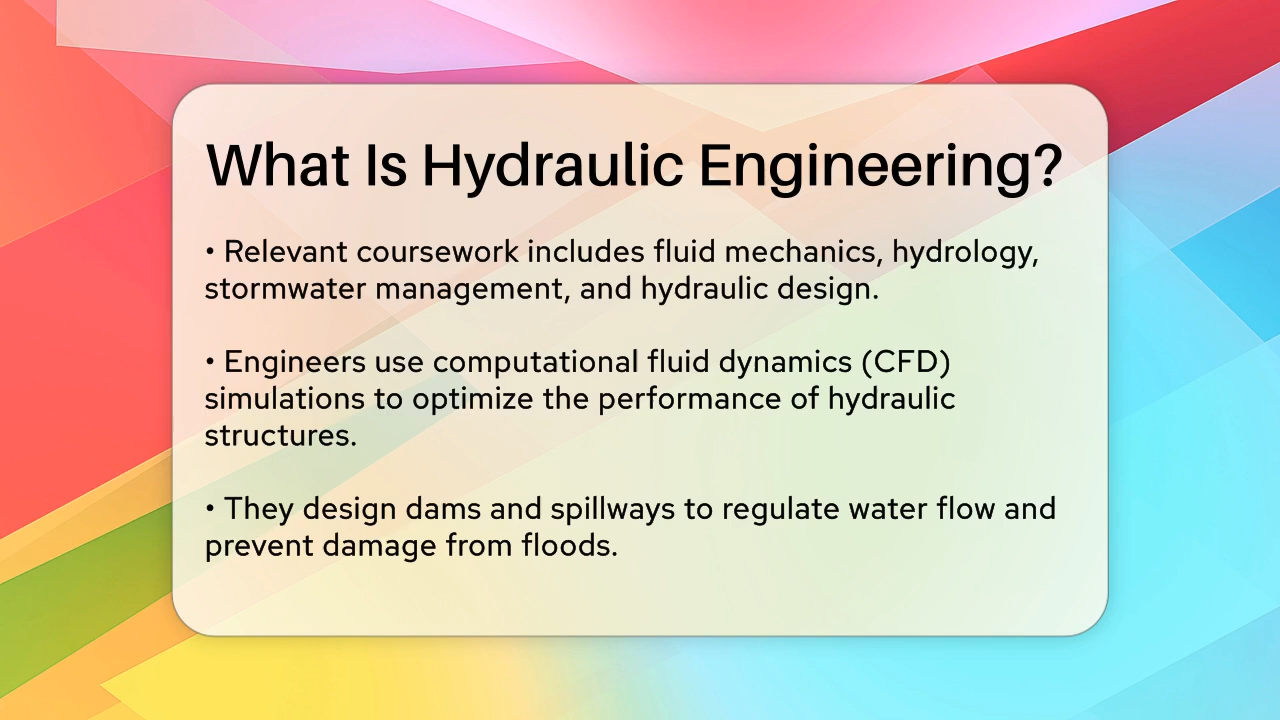 What Is Hydraulic Engineering?
• Relevant coursework includes fluid mechanics, hydrology,
stormwater management, and hydraulic design.
• Engineers use computational fluid dynamics (CFD)
simulations to optimize the performance of hydraulic
structures.
• They design dams and spillways to regulate water flow and
prevent damage from floods.